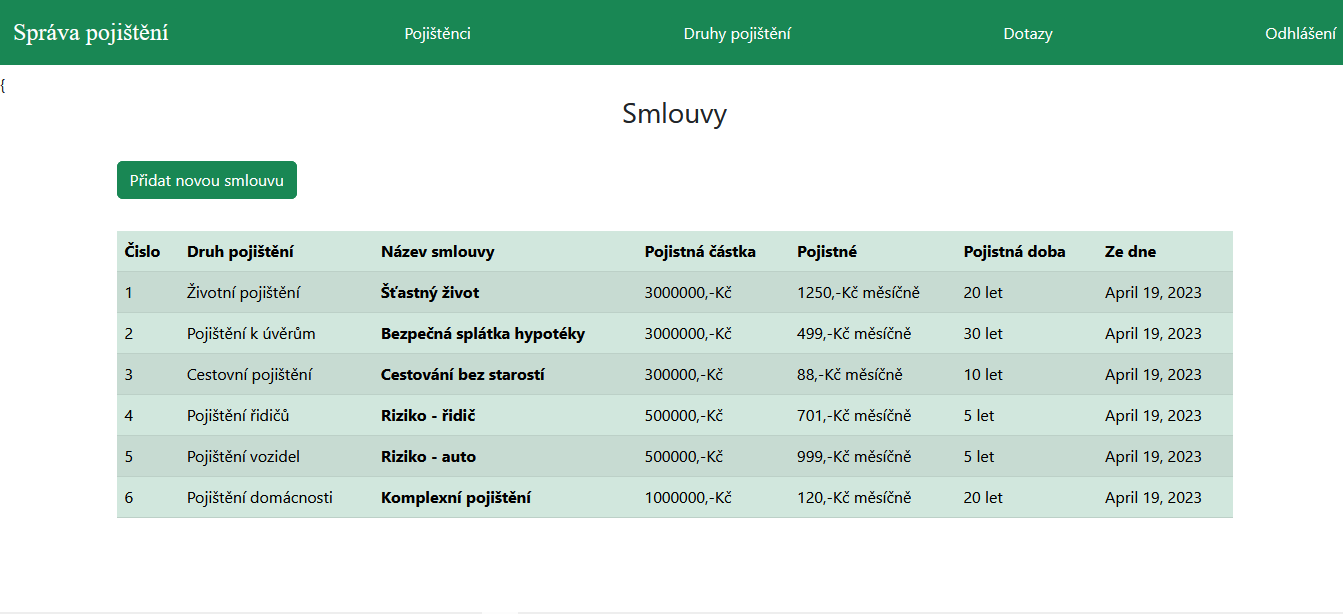 Správa pojištění Pojištěnci Druhy pojištění Dotazy Odhlášení
{
Smlouvy
Přidat novou smlouvu
Čislo Druh pojištění Název smlouvy Pojistná částka Pojistné Pojistná doba Ze dne
1 Životní pojištění Šťastný život 3000000,-Kč 1250,-Kč měsíčně 20 let April 19, 2023
2 Pojištění k úvěrům Bezpečná splátka hypotéky 3000000,-Kč 499,-Kč měsíčně 30 let April 19, 2023
3 Cestovní pojištění Cestování bez starostí 300000,-Kč 88,-Kč měsíčně 10 let April 19, 2023
4 Pojištění řidičů Riziko - řidič 500000,-Kč 701,-Kč měsíčně 5 let April 19, 2023
5 Pojištění vozidel Riziko - auto 500000,-Kč 999,-Kč měsíčně 5 let April 19, 2023
6 Pojištění domácnosti Komplexní pojištění 1000000,-Kč 120,-Kč měsíčně 20 let April 19, 2023